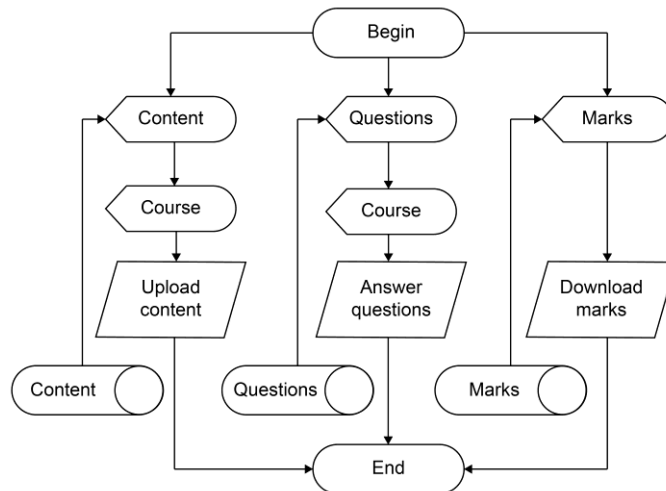 Begin
Content
Questions
Marks
Course
Course
Upload
content
Answer
questions
Download
marks
Content
Questions
Marks
End